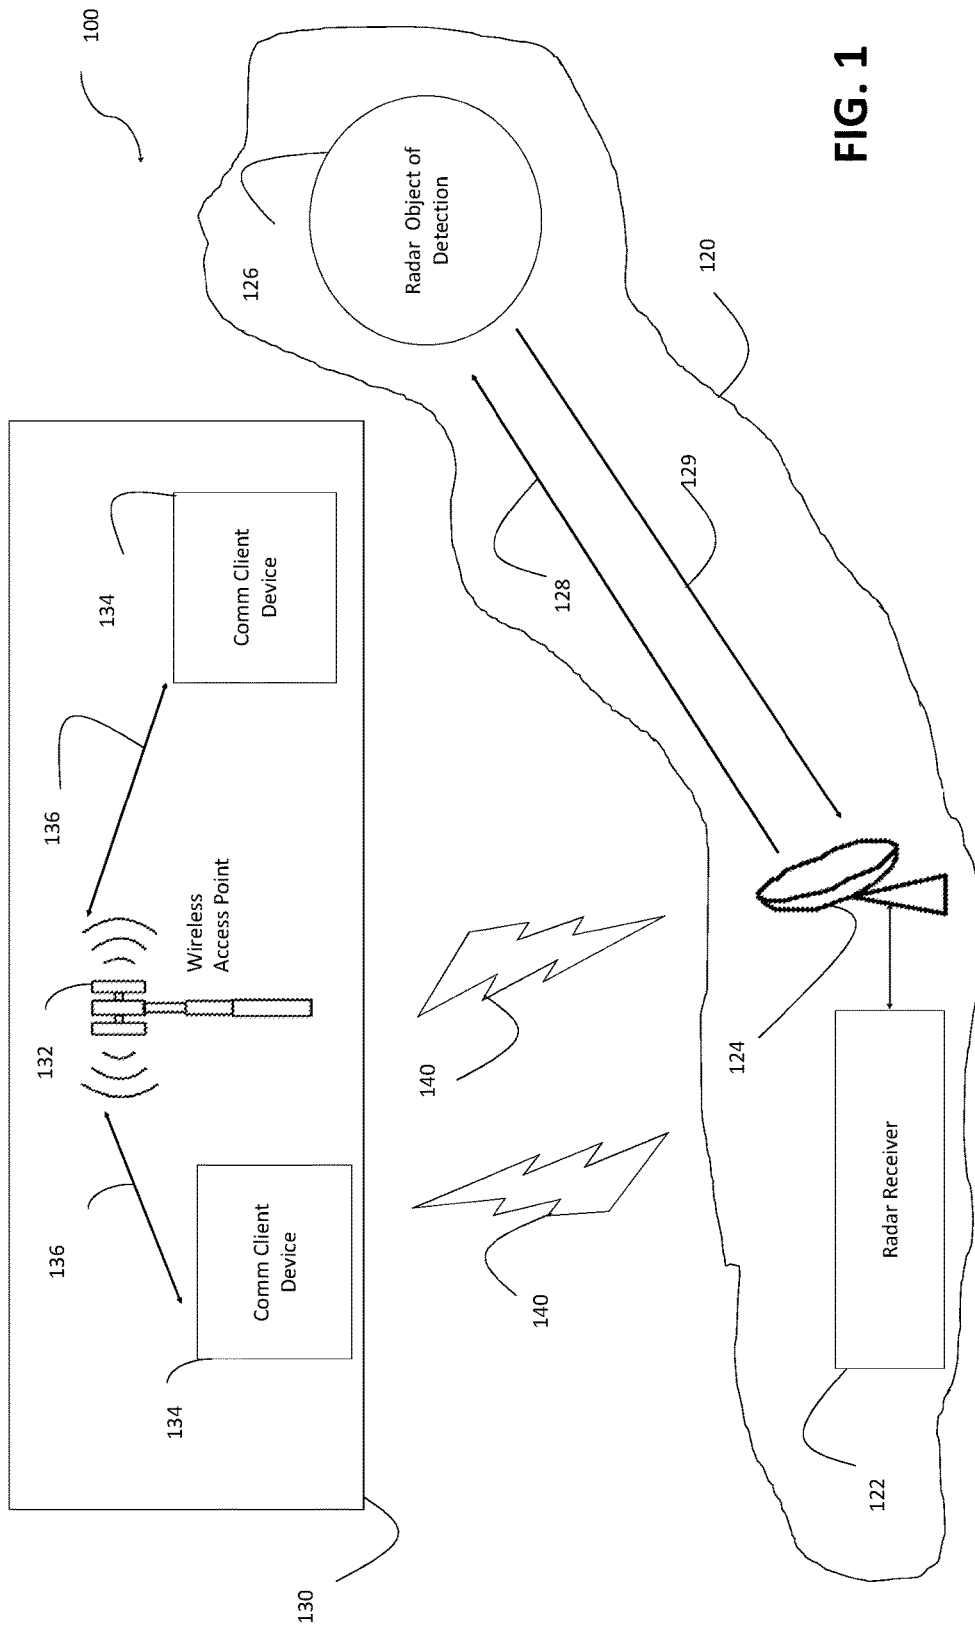 100
136
132
136
134
134
Wireless
Access Point
Comm Client
Device
Comm Client
Device
126
130
Radar Object of
Detection
140
140
128
129
120
124
FIG. 1
122
Radar Receiver